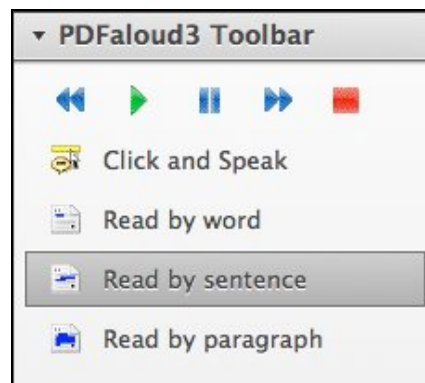 PDFaloud3 Toolbar
Click and Speak
Read by word
Read by sentence
Read by paragraph